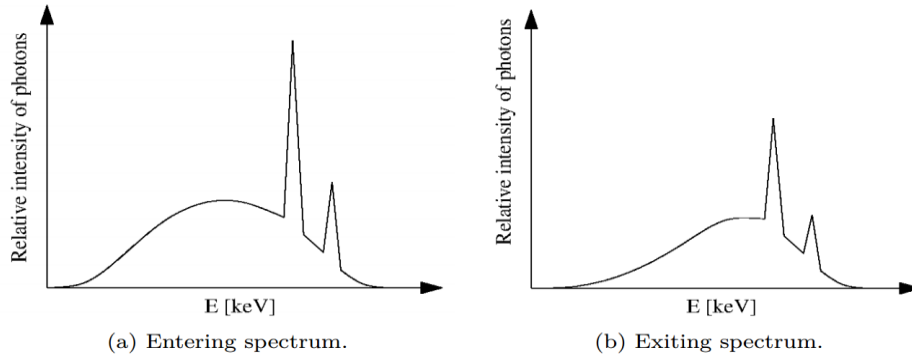 Relative intensity of photons
E [keV]
(a) Entering spectrum.
Relative intensity of photons
E [keV]
(b) Exiting spectrum.